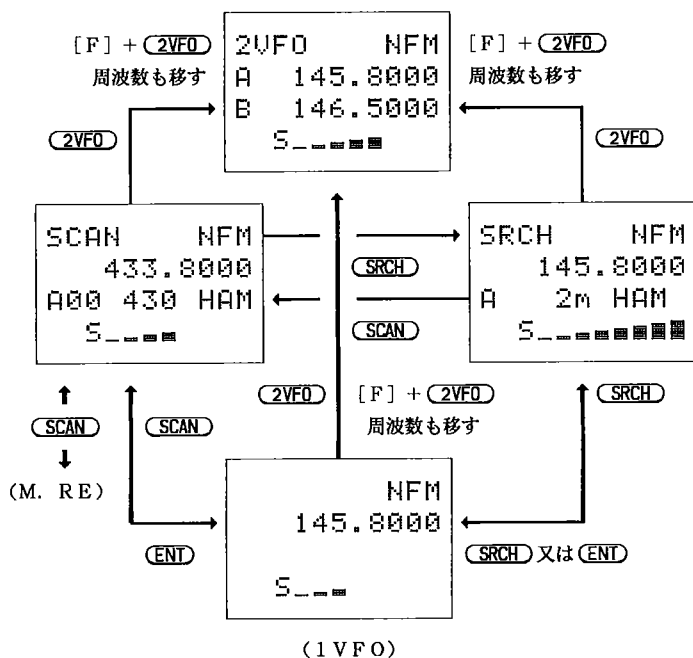 [F] + 2VFO
周波数も移す
2VFO
2VFO NFM
A 145.8000
B 146.5000
S
[F] + 2VFO
周波数も移す
2VFO
SCAN NFM
433.8000
A00 430 HAM
S
SRCH
SCAN
SRCH NFM
145.8000
A 2m HAM
S
SCAN
(M. RE)
SCAN
2VFO
[F] + 2VFO
周波数も移す
SRCH
ENT
NFM
145.8000
S
SRCH 又は ENT
(1VFO)